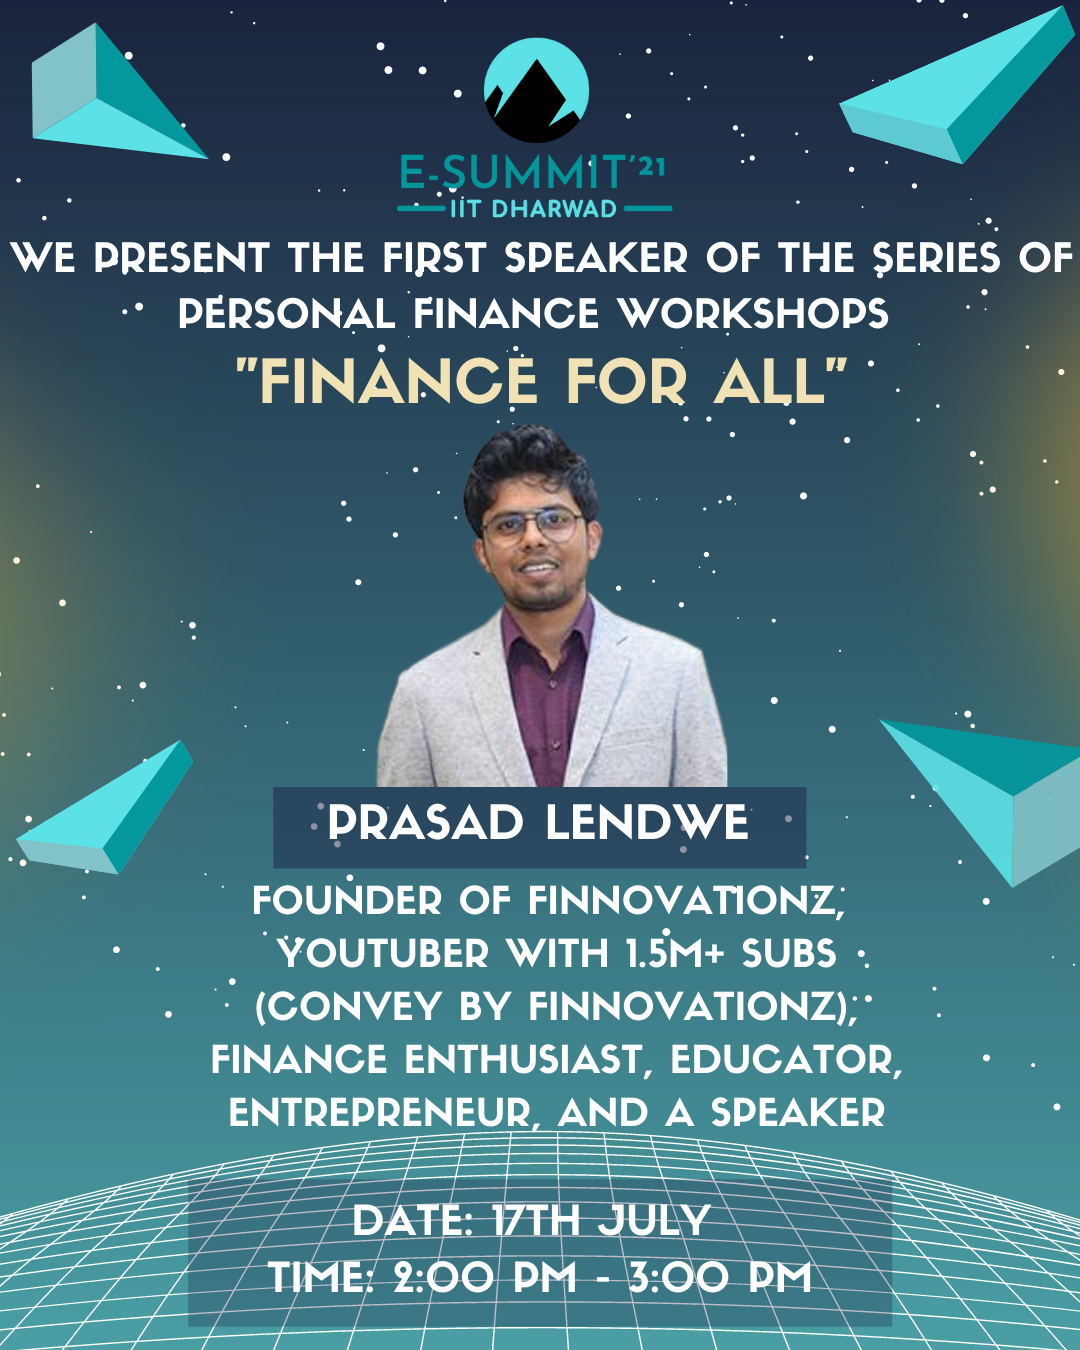 E-SUMMIT'21
IIT DHARWAD
WE PRESENT THE FIRST SPEAKER OF THE SERIES OF
PERSONAL FINANCE WORKSHOPS
"FINANCE FOR ALL"
PRASAD LENDWE
FOUNDER OF FINNOVATIONZ,
YOUTUBER WITH 1.5M+ SUBS
(CONVEY BY FINNOVATIONZ),
FINANCE ENTHUSIAST, EDUCATOR,
ENTREPRENEUR, AND A SPEAKER
DATE: 17TH JULY
TIME: 2:00 PM - 3:00 PM